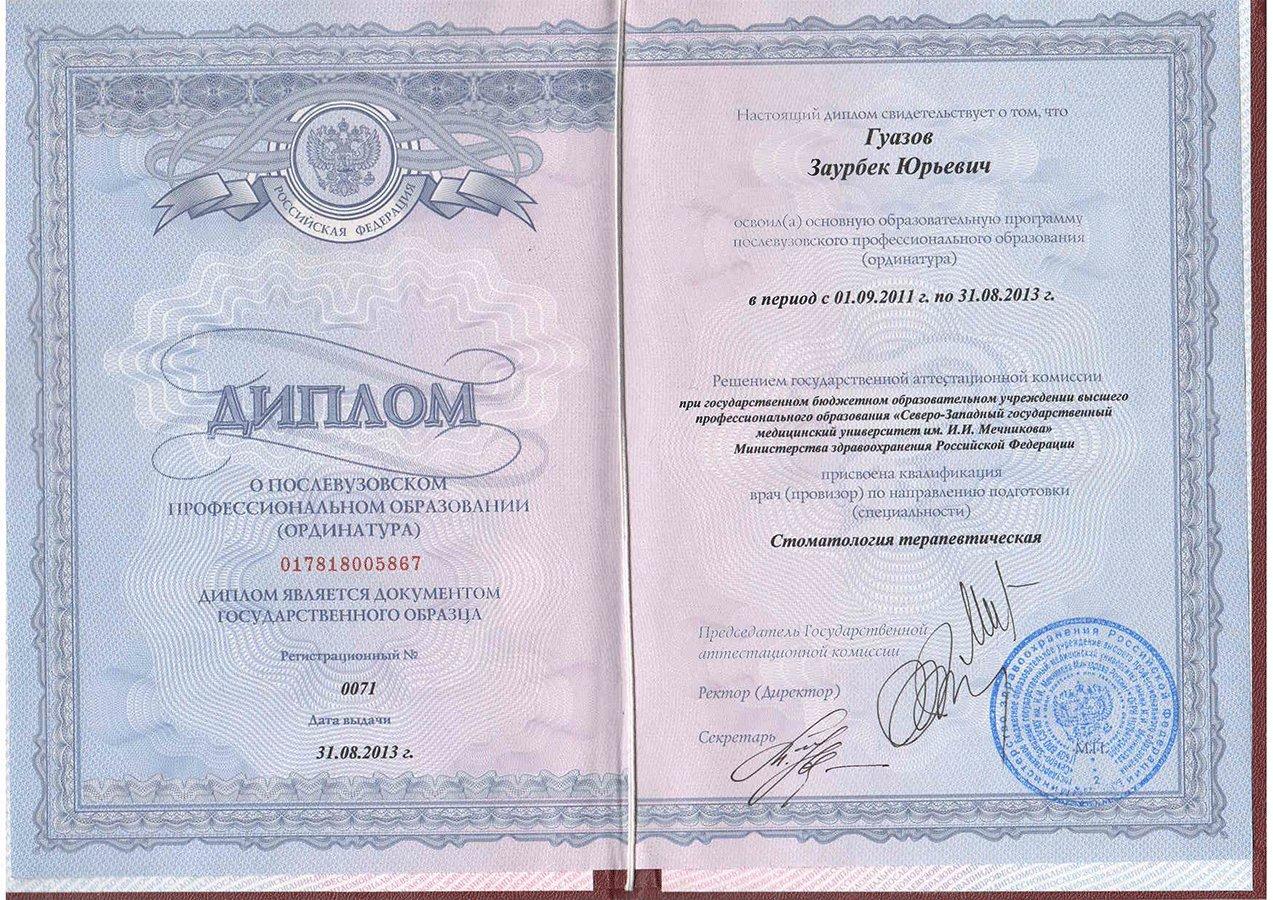 РОССИЙСКАЯ ФЕДЕРАЦИЯ
ДИПЛОМ
О ПОСЛЕВУЗОВСКОМ
ПРОФЕССИОНАЛЬНОМ ОБРАЗОВАНИИ
(ОРДИНАТУРА)
017818005867
ДИПЛОМ ЯВЛЯЕТСЯ ДОКУМЕНТОМ
ГОСУДАРСТВЕННОГО ОБРАЗЦА
Регистрационный №
0071
Дата выдачи
31.08.2013 г.
Настоящий диплом свидетельствует о том, что
Гуазов
Заурбек Юрьевич
освоил(а) основную образовательную программу
послевузовского профессионального образования
(ординатура)
в период с 01.09.2011 г. по 31.08.2013 г.
Решением государственной аттестационной комиссии
при государственном бюджетном образовательном учреждении высшего
профессионального образования «Северо-Западный государственный
медицинский университет им. И.И. Мечникова»
Министерства здравоохранения Российской Федерации
присвоена квалификация
врач (провизор) по направлению подготовки
(специальности)
Стоматология терапевтическая
Председатель Государственной
аттестационной комиссии
Ректор (Директор)
Секретарь
М.П.
Министерство здравоохранения Российской Федерации